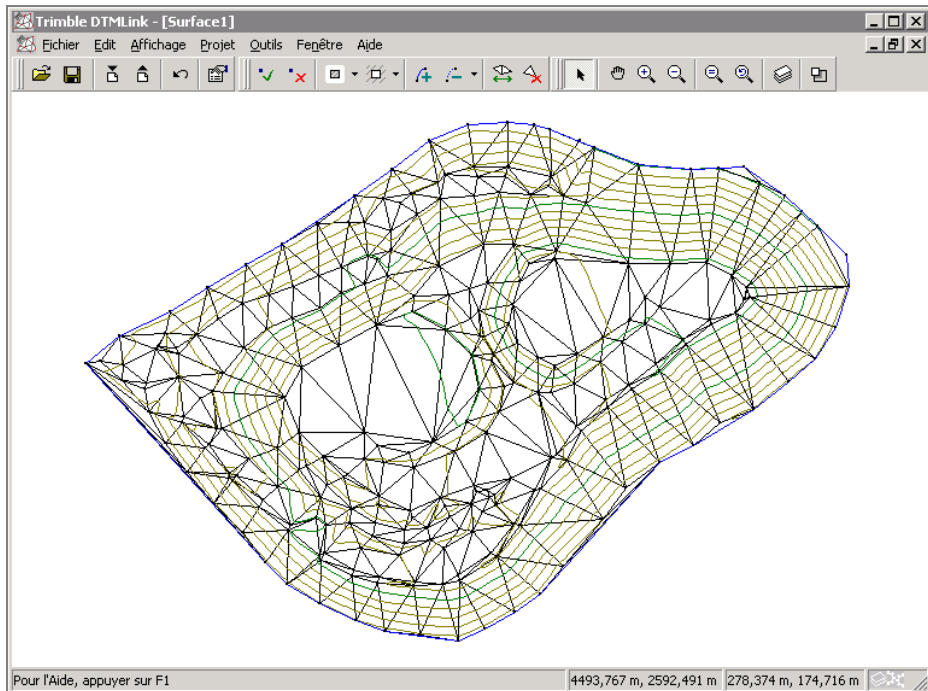 Trimble DTMLink - [Surface1]
Fichier Edit Affichage Projet Outils Fenêtre Aide
Pour l'Aide, appuyer sur F1 4493,767 m, 2592,491 m 278,374 m, 174,716 m